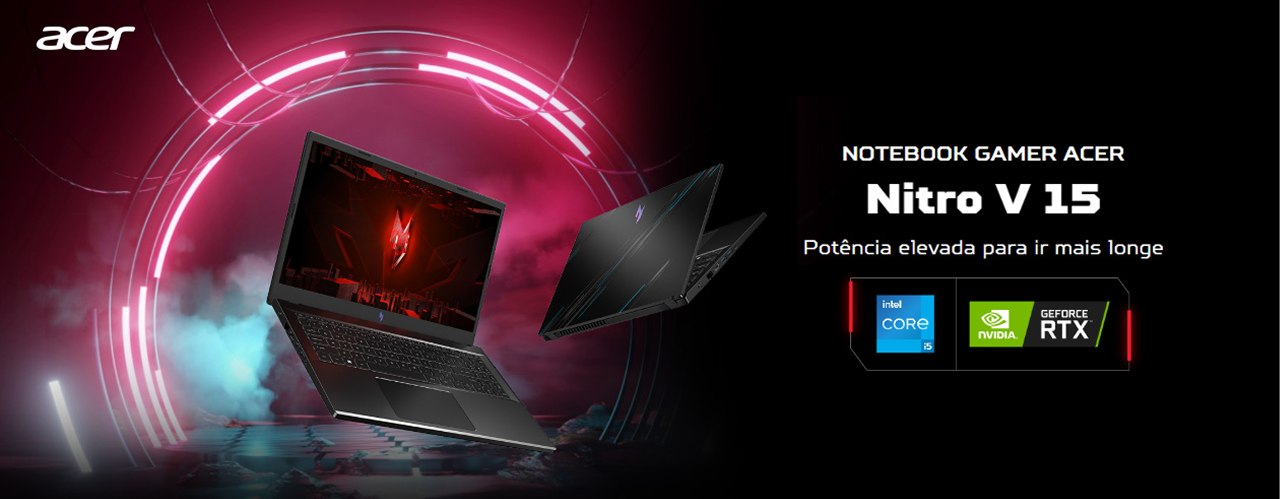 acer
NOTEBOOK GAMER ACER
Nitro V 15
Potência elevada para ir mais longe
intel
CORE
i5
NVIDIA.
GEFORCE
RTX